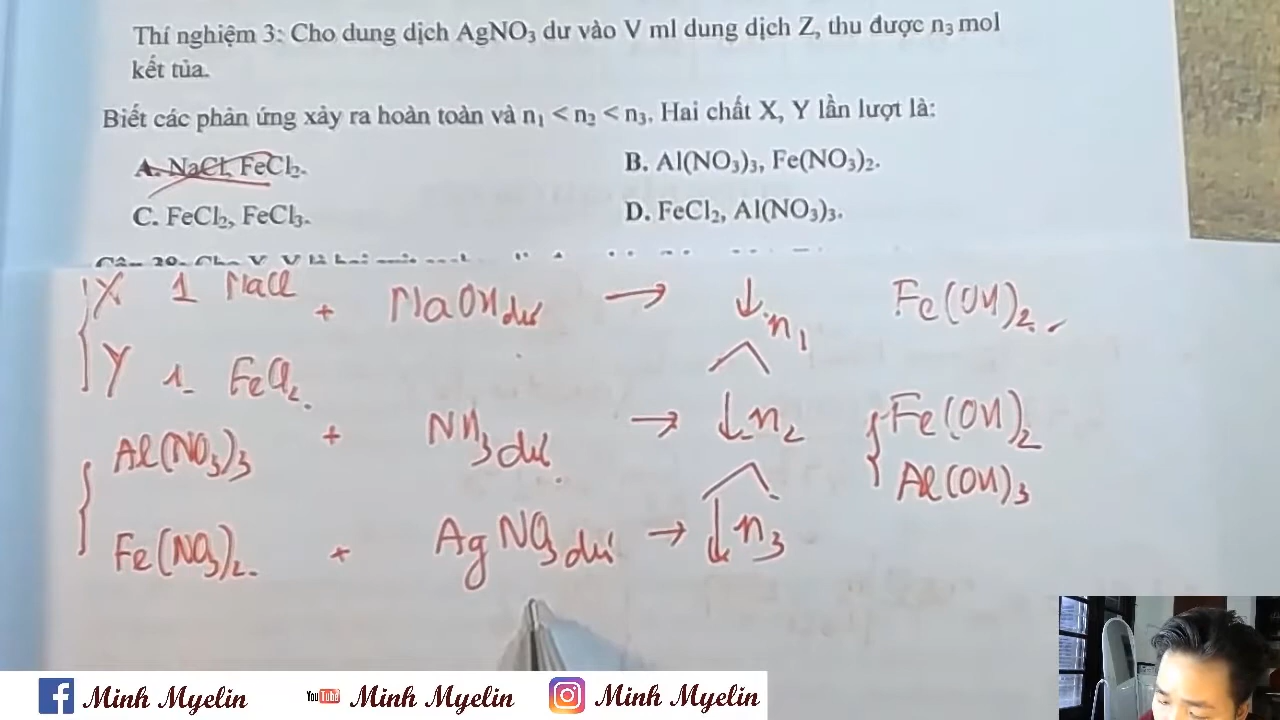 Thí nghiệm 3: Cho dung dịch AgNO₃ dư vào V ml dung dịch Z, thu được n₃ mol
kết tủa.
Biết các phản ứng xảy ra hoàn toàn và n₁ < n₂ < n₃. Hai chất X, Y lần lượt là:
A. NaCl, FeCl₂. B. Al(NO₃)₃, Fe(NO₃)₂.
C. FeCl₂, FeCl₃. D. FeCl₂, Al(NO₃)₃.
X 1 NaCl + NaOH dư → ↓ n₁ Fe(OH)₂
Y 1 FeCl₂
Al(NO₃)₃ + NH₃ dư → ↓ n₂ Fe(OH)₂
Al(OH)₃
Fe(NO₃)₂ + AgNO₃ dư → ↓ n₃
Minh Myelin YouTube Minh Myelin Minh Myelin